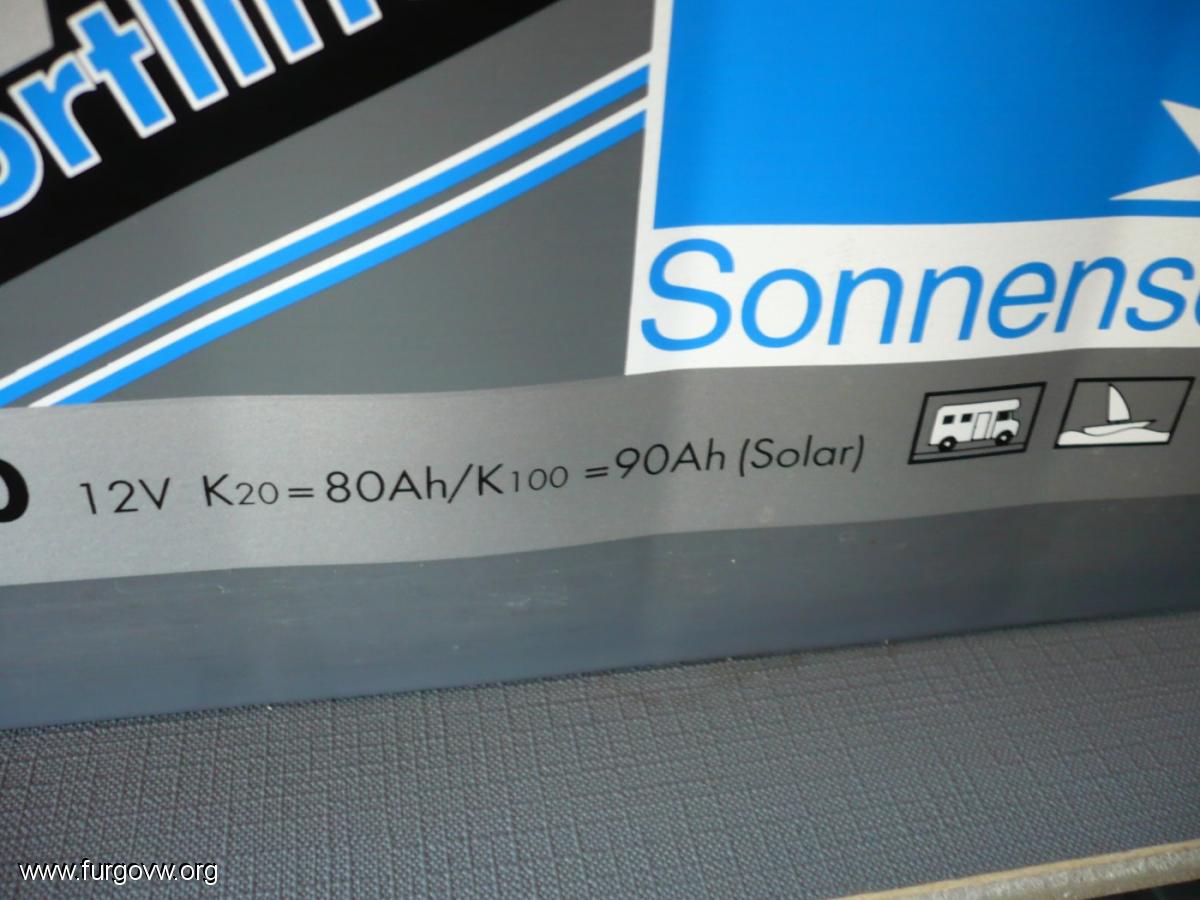 ortlin
Sonnens
12V K20=80Ah/K100=90Ah (Solar)
www.furgovw.org